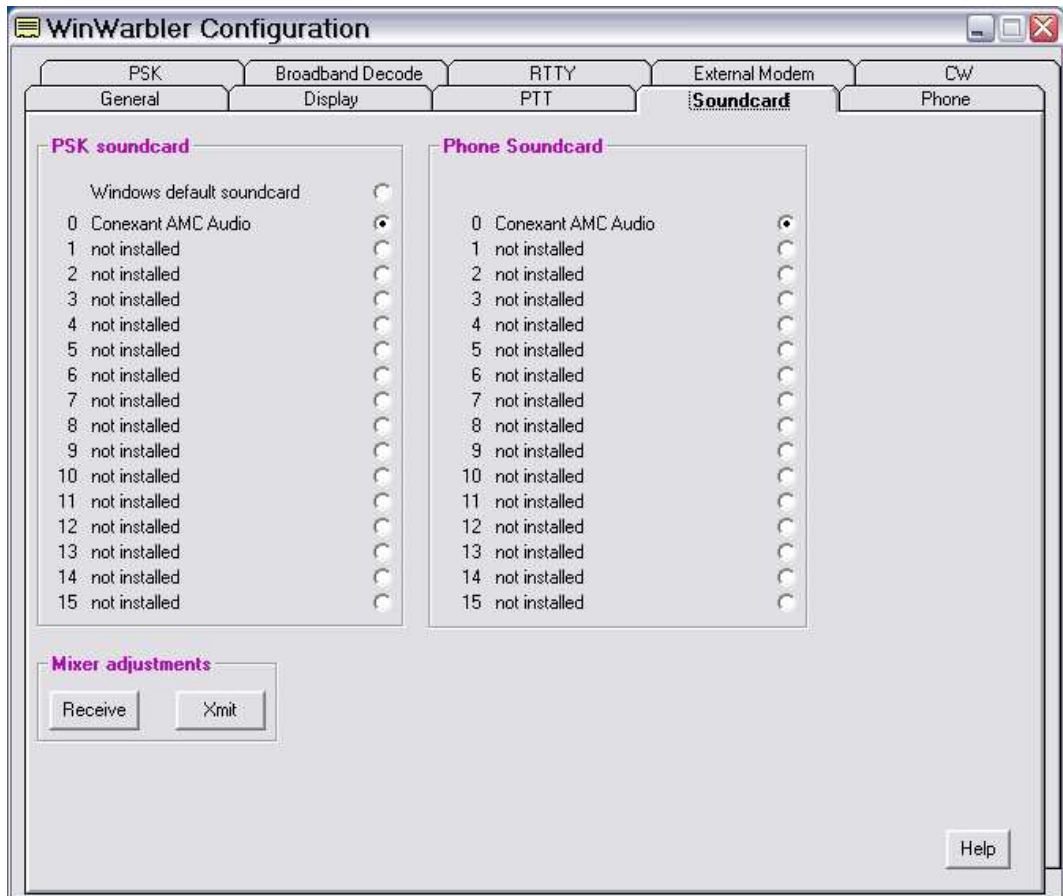 WinWarbler Configuration
PSK Broadband Decode RTTY External Modem CW
General Display PTT Soundcard Phone
PSK soundcard
Windows default soundcard
0 Conexant AMC Audio
1 not installed
2 not installed
3 not installed
4 not installed
5 not installed
6 not installed
7 not installed
8 not installed
9 not installed
10 not installed
11 not installed
12 not installed
13 not installed
14 not installed
15 not installed
Phone Soundcard
0 Conexant AMC Audio
1 not installed
2 not installed
3 not installed
4 not installed
5 not installed
6 not installed
7 not installed
8 not installed
9 not installed
10 not installed
11 not installed
12 not installed
13 not installed
14 not installed
15 not installed
Mixer adjustments
Receive Xmit
Help